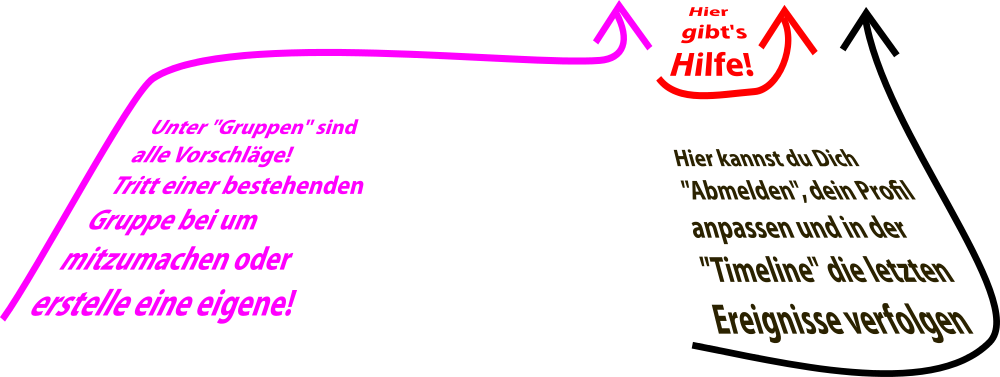 Hier
gibt's
Hilfe!
Unter "Gruppen" sind
alle Vorschläge!
Tritt einer bestehenden
Gruppe bei um
mitzumachen oder
erstelle eine eigene!
Hier kannst du Dich
"Abmelden", dein Profil
anpassen und in der
"Timeline" die letzten
Ereignisse verfolgen